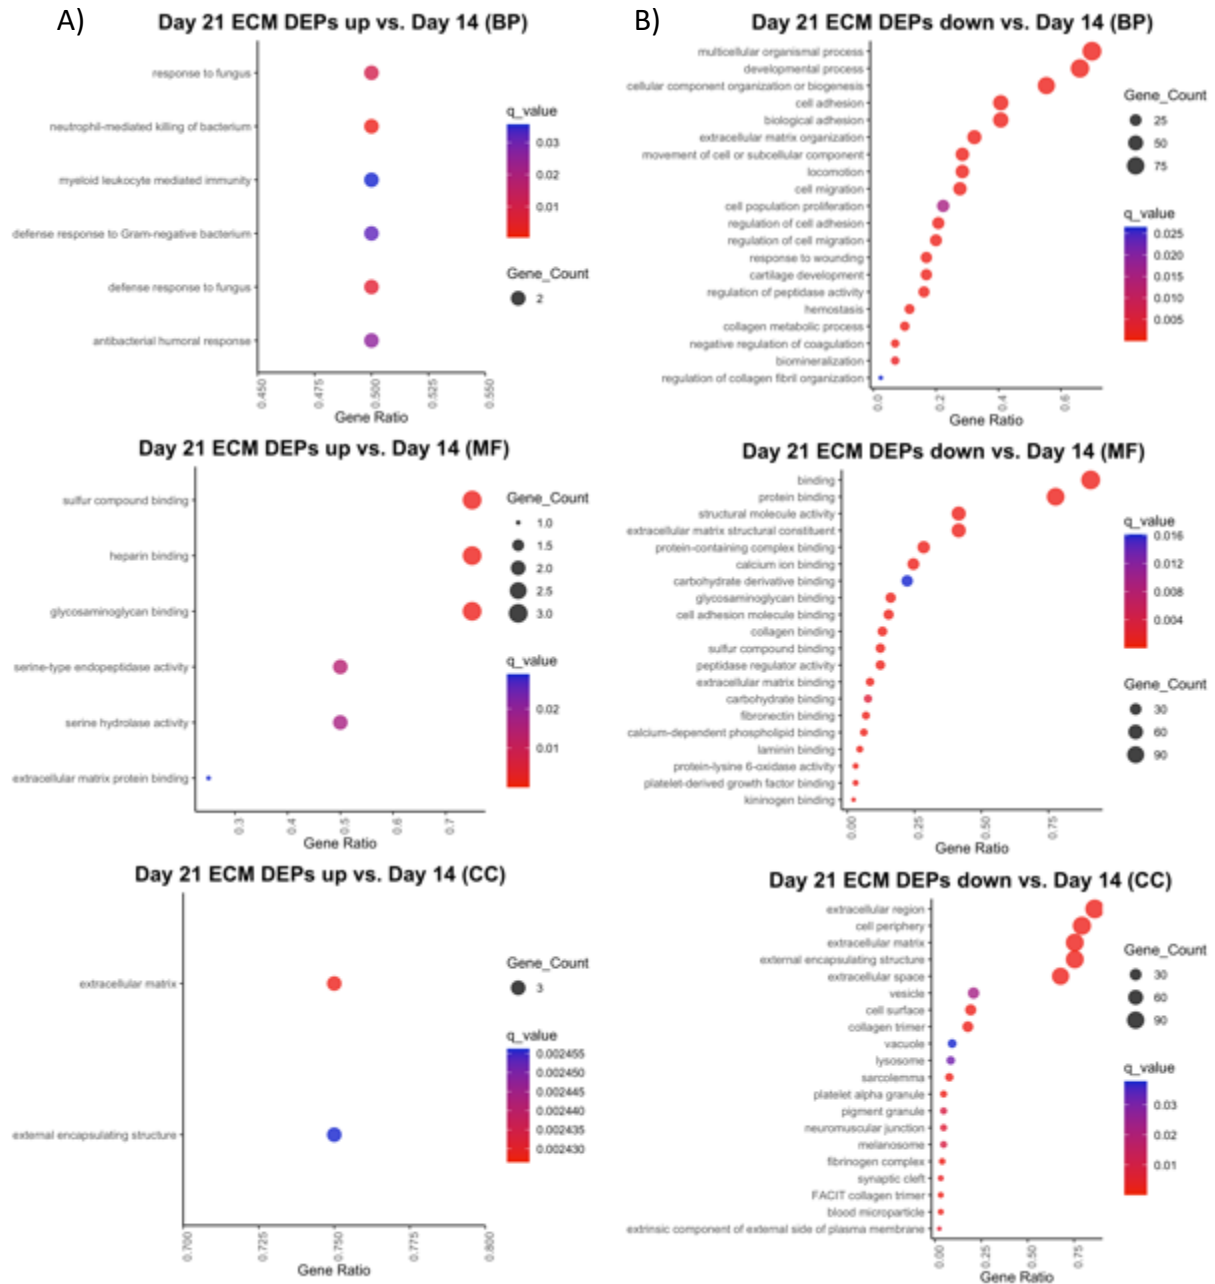 A)
Day 21 ECM DEPs up vs. Day 14 (BP)
response to fungus
neutrophil-mediated killing of bacterium
myeloid leukocyte mediated immunity
defense response to Gram-negative bacterium
defense response to fungus
antibacterial humoral response
0.450
0.475
0.500
0.525
0.550
Gene Ratio
q_value
0.03
0.02
0.01
Gene_Count
2
Day 21 ECM DEPs up vs. Day 14 (MF)
sulfur compound binding
heparin binding
glycosaminoglycan binding
serine-type endopeptidase activity
serine hydrolase activity
extracellular matrix protein binding
0.3
0.4
0.5
0.6
0.7
Gene Ratio
Gene_Count
1.0
1.5
2.0
2.5
3.0
q_value
0.02
0.01
Day 21 ECM DEPs up vs. Day 14 (CC)
extracellular matrix
external encapsulating structure
0.700
0.725
0.750
0.775
0.800
Gene Ratio
Gene_Count
3
q_value
0.002455
0.002450
0.002445
0.002440
0.002435
0.002430
B)
Day 21 ECM DEPs down vs. Day 14 (BP)
multicellular organismal process
developmental process
cellular component organization or biogenesis
cell adhesion
biological adhesion
extracellular matrix organization
movement of cell or subcellular component
locomotion
cell migration
cell population proliferation
regulation of cell adhesion
regulation of cell migration
response to wounding
cartilage development
regulation of peptidase activity
hemostasis
collagen metabolic process
negative regulation of coagulation
biomineralization
regulation of collagen fibril organization
0.0
0.2
0.4
0.6
Gene Ratio
Gene_Count
25
50
75
q_value
0.025
0.020
0.015
0.010
0.005
Day 21 ECM DEPs down vs. Day 14 (MF)
binding
protein binding
structural molecule activity
extracellular matrix structural constituent
protein-containing complex binding
calcium ion binding
carbohydrate derivative binding
glycosaminoglycan binding
cell adhesion molecule binding
collagen binding
sulfur compound binding
peptidase regulator activity
extracellular matrix binding
carbohydrate binding
fibronectin binding
calcium-dependent phospholipid binding
laminin binding
protein-lysine 6-oxidase activity
platelet-derived growth factor binding
kininogen binding
0.00
0.25
0.50
0.75
Gene Ratio
q_value
0.016
0.012
0.008
0.004
Gene_Count
30
60
90
Day 21 ECM DEPs down vs. Day 14 (CC)
extracellular region
cell periphery
extracellular matrix
external encapsulating structure
extracellular space
vesicle
cell surface
collagen trimer
vacuole
lysosome
sarcolemma
platelet alpha granule
pigment granule
neuromuscular junction
melanosome
fibrinogen complex
synaptic cleft
FACIT collagen trimer
blood microparticle
extrinsic component of external side of plasma membrane
0.00
0.25
0.50
0.75
Gene Ratio
Gene_Count
30
60
90
q_value
0.03
0.02
0.01